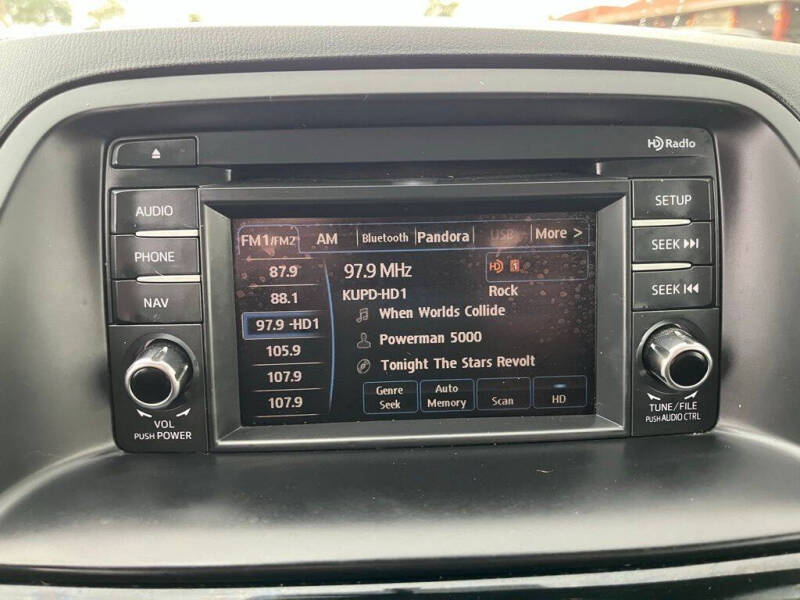 HD Radio
AUDIO
PHONE
NAV
VOL
PUSH POWER
FM1/FM2 AM Bluetooth Pandora USB More >
87.9
88.1
97.9 -HD1
105.9
107.9
107.9
97.9 MHz
HD 1
KUPD-HD1
Rock
When Worlds Collide
Powerman 5000
Tonight The Stars Revolt
Genre Seek
Auto Memory
Scan
HD
SETUP
SEEK
SEEK
TUNE/FILE
PUSH AUDIO CTRL